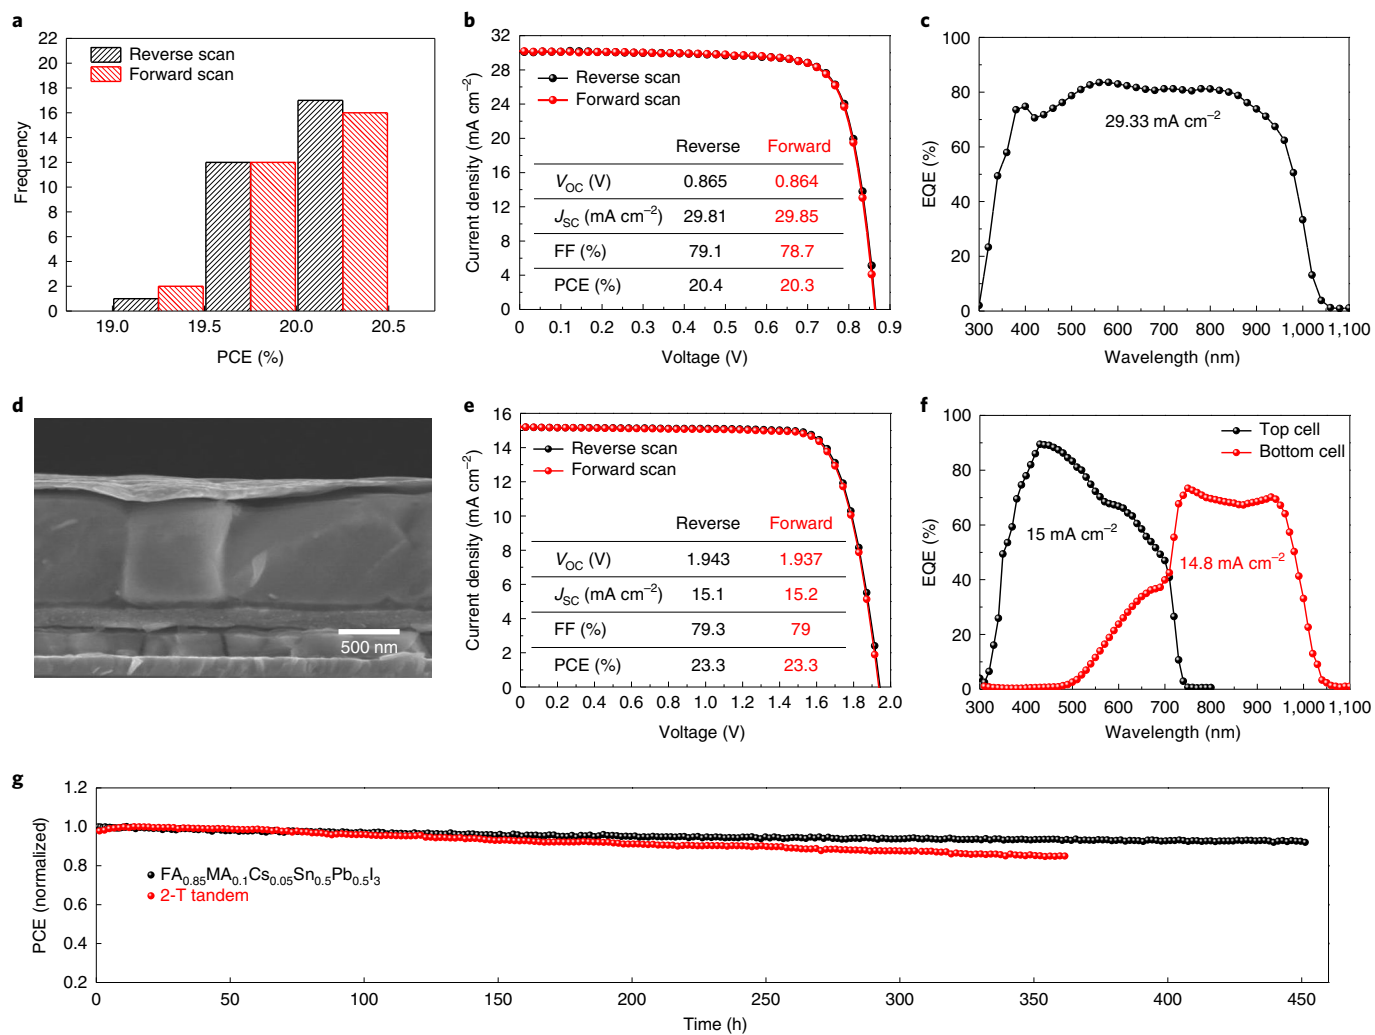 a
22
20
18
16
14
12
10
8
6
4
2
0
Frequency
Reverse scan
Forward scan
19.0 19.5 20.0 20.5
PCE (%)
b
32
28
24
20
16
12
8
4
0
Current density (mA cm⁻²)
Reverse scan
Forward scan
Reverse Forward
V_OC (V) 0.865 0.864
J_SC (mA cm⁻²) 29.81 29.85
FF (%) 79.1 78.7
PCE (%) 20.4 20.3
0 0.1 0.2 0.3 0.4 0.5 0.6 0.7 0.8 0.9
Voltage (V)
c
100
80
60
40
20
0
EQE (%)
29.33 mA cm⁻²
300 400 500 600 700 800 900 1,000 1,100
Wavelength (nm)
d
500 nm
e
16
14
12
10
8
6
4
2
0
Current density (mA cm⁻²)
Reverse scan
Forward scan
Reverse Forward
V_OC (V) 1.943 1.937
J_SC (mA cm⁻²) 15.1 15.2
FF (%) 79.3 79
PCE (%) 23.3 23.3
0 0.2 0.4 0.6 0.8 1.0 1.2 1.4 1.6 1.8 2.0
Voltage (V)
f
100
80
60
40
20
0
EQE (%)
Top cell
Bottom cell
15 mA cm⁻²
14.8 mA cm⁻²
300 400 500 600 700 800 900 1,000 1,100
Wavelength (nm)
g
1.2
1.0
0.8
0.6
0.4
0.2
PCE (normalized)
FA₀.₈₅MA₀.₁Cs₀.₀₅Sn₀.₅Pb₀.₅I₃
2-T tandem
0 50 100 150 200 250 300 350 400 450
Time (h)